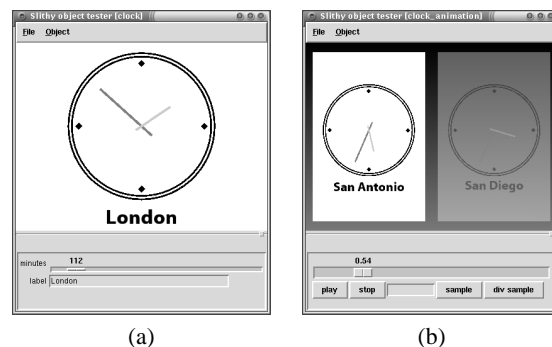 Slithy object tester [clock]
File Object
London
minutes 112
label London
(a)
Slithy object tester [clock_animation]
File Object
San Antonio San Diego
0.54
play stop sample div sample
(b)